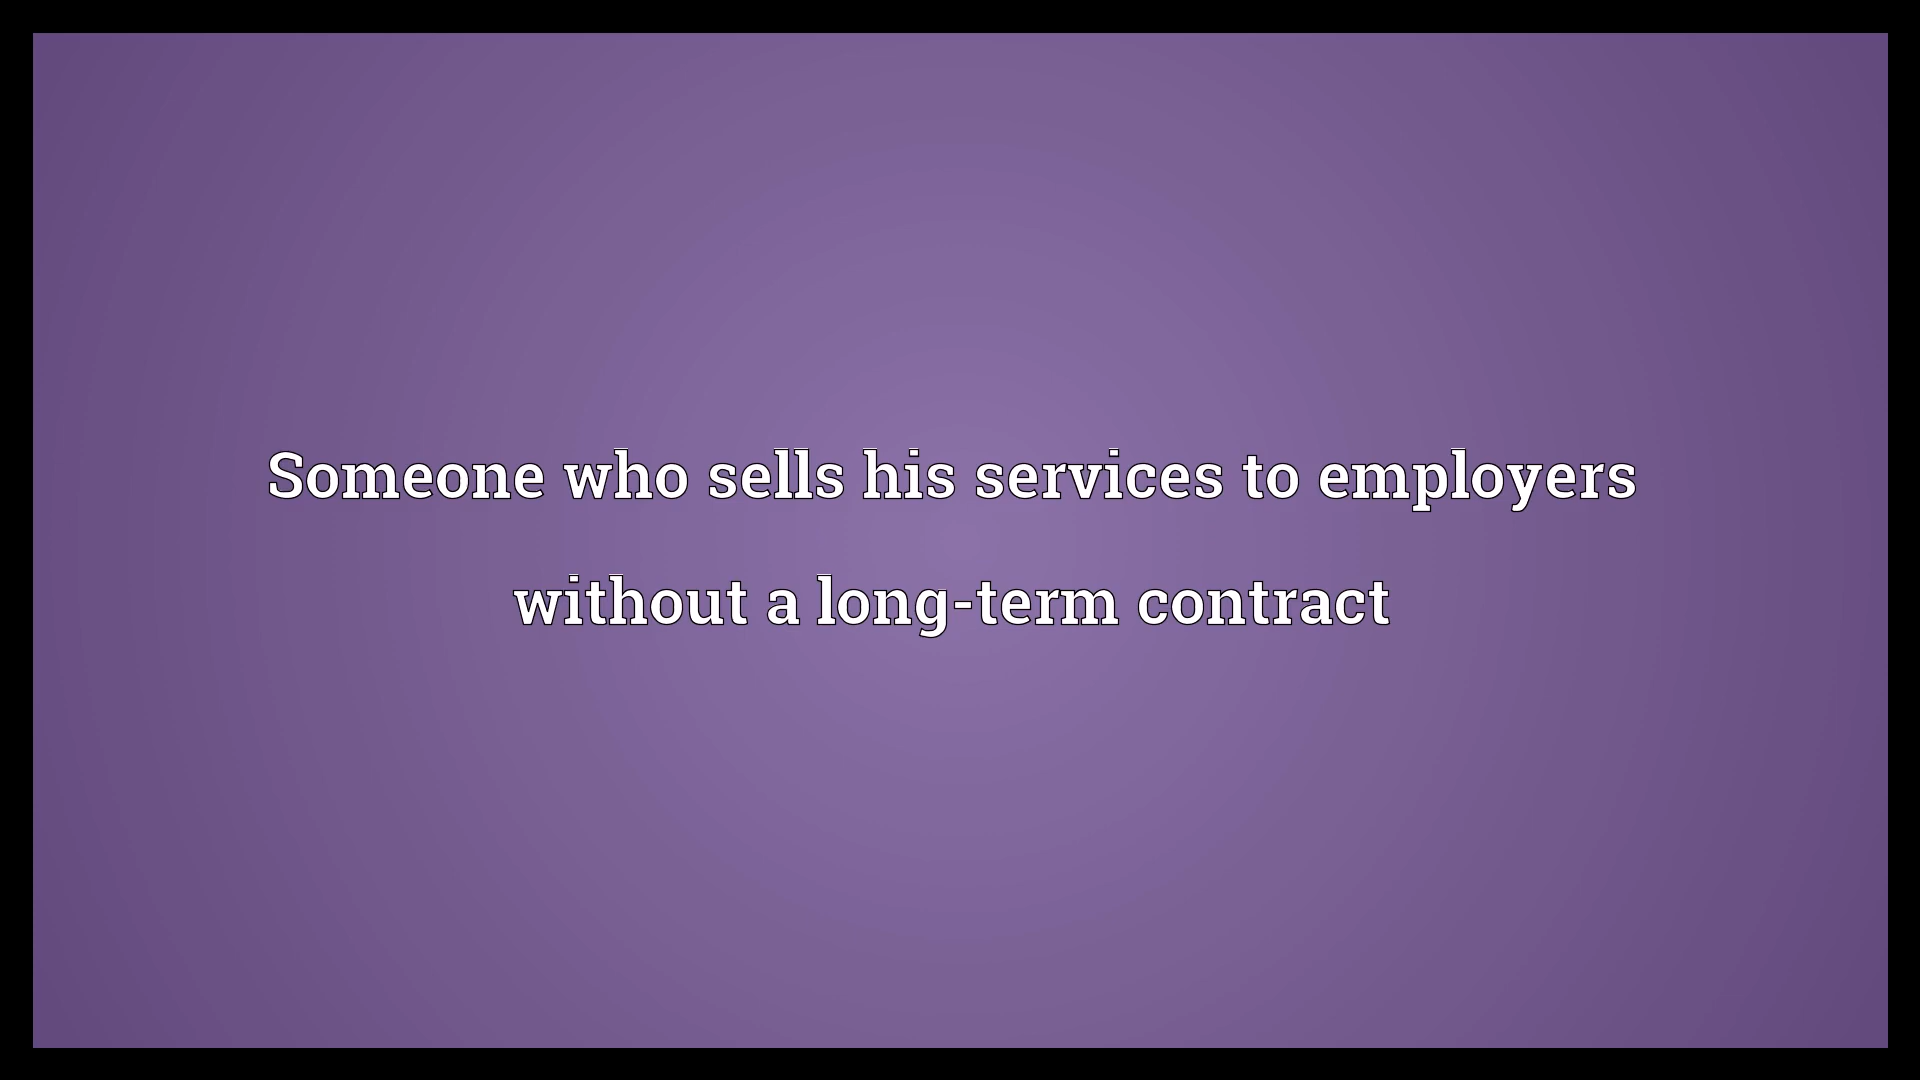 Someone who sells his services to employers
without a long-term contract